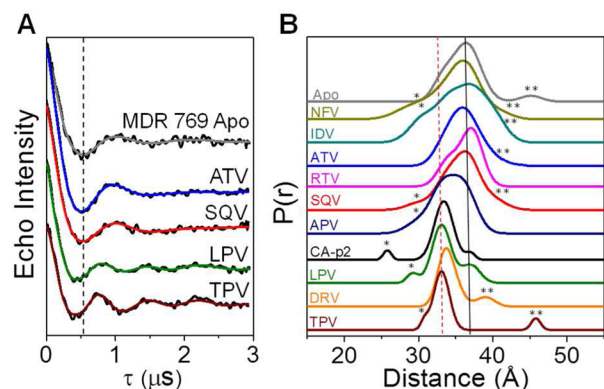 A
Echo Intensity
MDR 769 Apo
ATV
SQV
LPV
TPV
0 1 2 3
τ (μs)
B
P(r)
Apo
* **
NFV
* **
IDV
**
ATV
RTV
**
SQV
*
APV
*
CA-p2
*
LPV
DRV
**
* **
TPV
20 30 40 50
Distance (Å)